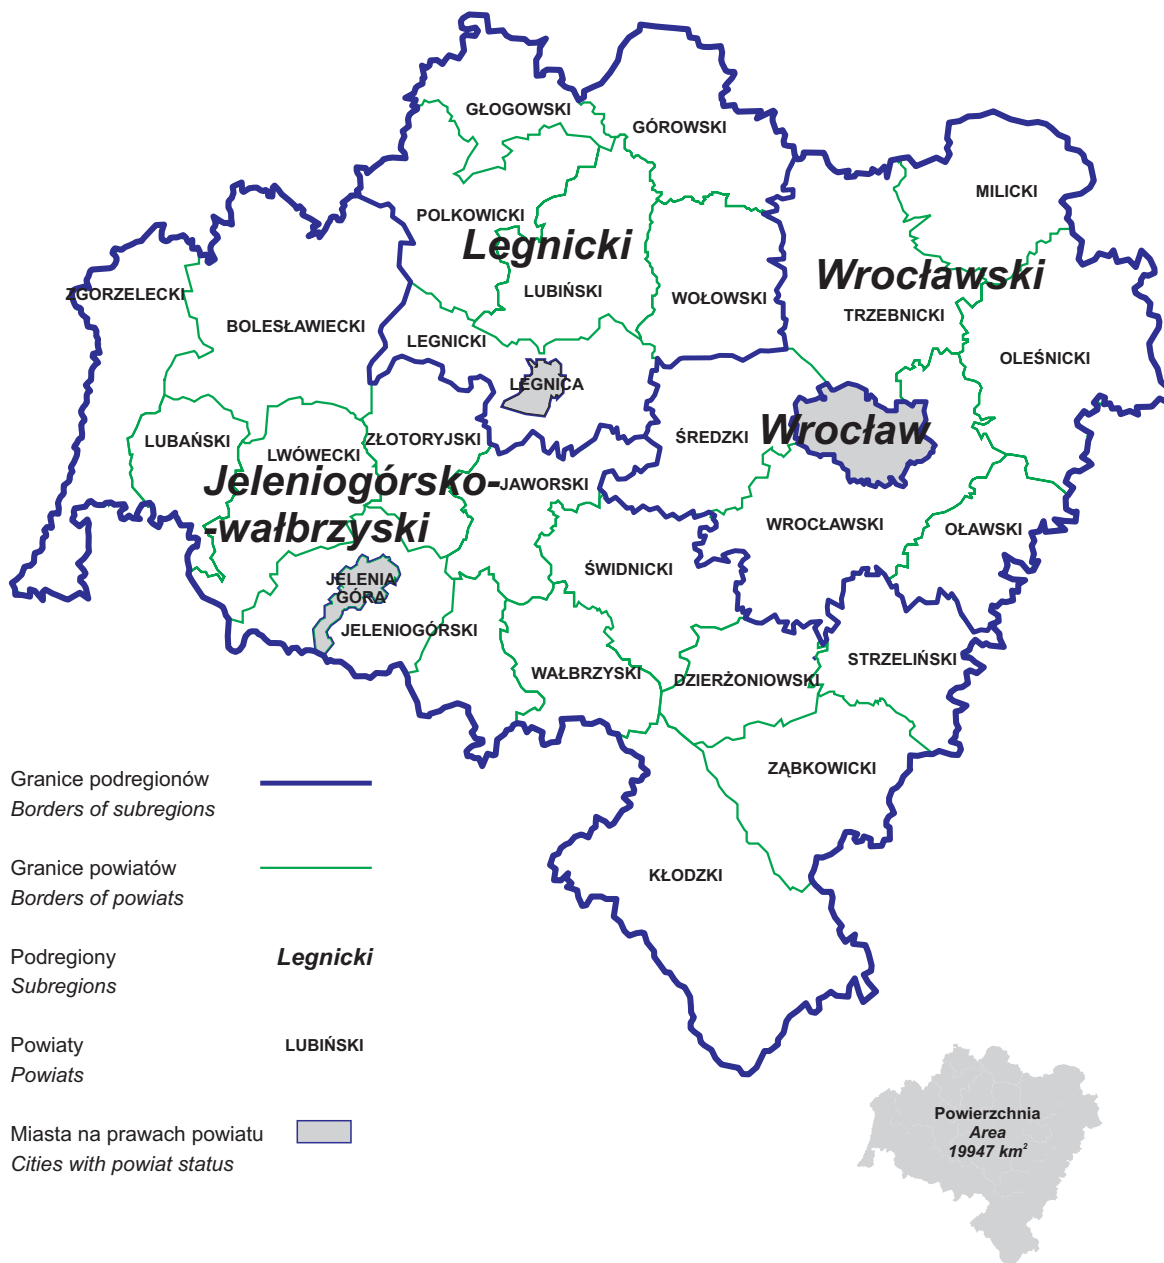 GŁOGOWSKI
GÓROWSKI
MILICKI
POLKOWICKI
Legnicki
Wrocławski
ZGORZELECKI
LUBIŃSKI
WOŁOWSKI
BOLESŁAWIECKI
TRZEBNICKI
LEGNICKI
OLEŚNICKI
LEGNICA
LUBAŃSKI
LWÓWECKI
ZŁOTORYJSKI
ŚREDZKI
Wrocław
Jeleniogórsko-
-wałbrzyski
JAWORSKI
WROCŁAWSKI
OŁAWSKI
ŚWIDNICKI
JELENIA
GÓRA
JELENIOGÓRSKI
STRZELIŃSKI
WAŁBRZYSKI
DZIERŻONIOWSKI
ZĄBKOWICKI
KŁODZKI
Granice podregionów
Borders of subregions
Granice powiatów
Borders of powiats
Podregiony
Subregions
Legnicki
Powiaty
Powiats
LUBIŃSKI
Miasta na prawach powiatu
Cities with powiat status
Powierzchnia
Area
19947 km²